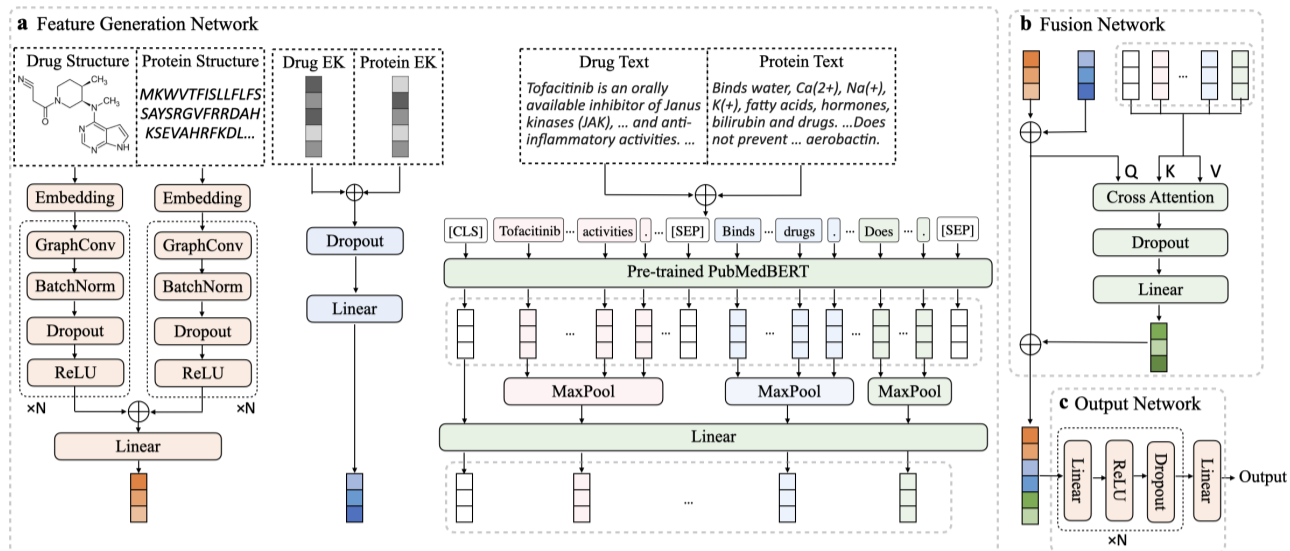 a Feature Generation Network
Drug Structure
Protein Structure
N
CH3
N
O
N
CH3
N
N
NH
MKWVTFISLLFLFS
SAYSRGVFRRDAH
KSEVAHRFKDL...
Embedding
GraphConv
BatchNorm
Dropout
ReLU
×N
Embedding
GraphConv
BatchNorm
Dropout
ReLU
×N
Linear
Drug EK
Protein EK
Dropout
Linear
Drug Text
Tofacitinib is an orally
available inhibitor of Janus
kinases (JAK), ... and anti-
inflammatory activities. ...
Protein Text
Binds water, Ca(2+), Na(+),
K(+), fatty acids, hormones,
bilirubin and drugs. ...Does
not prevent ... aerobactin.
[CLS] Tofacitinib ... activities . ... [SEP] Binds ... drugs . ... Does ... . [SEP]
Pre-trained PubMedBERT
... ... ... ... ...
MaxPool
MaxPool
MaxPool
Linear
...
b Fusion Network
...
Q K V
Cross Attention
Dropout
Linear
c Output Network
Linear
ReLU
Dropout
Linear
Output
×N